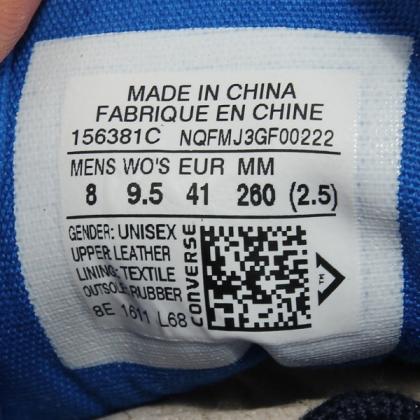 MADE IN CHINA
FABRIQUE EN CHINE
156381C NQFMJ3GF00222
MENS WO'S EUR MM
8 9.5 41 260 (2.5)
GENDER: UNISEX
UPPER: LEATHER
LINING: TEXTILE
OUTSOLE: RUBBER
8E 1611 L68
CONVERSE
TM